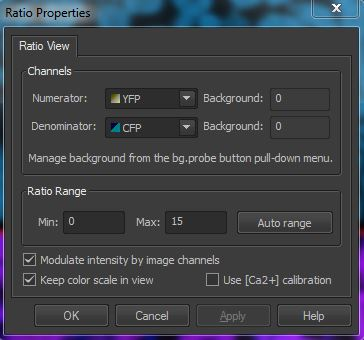 Ratio Properties
X
Ratio View
Channels
Numerator: YFP Background: 0
Denominator: CFP Background: 0
Manage background from the bg.probe button pull-down menu.
Ratio Range
Min: 0 Max: 15 Auto range
Modulate intensity by image channels
Keep color scale in view Use [Ca2+] calibration
OK Cancel Apply Help